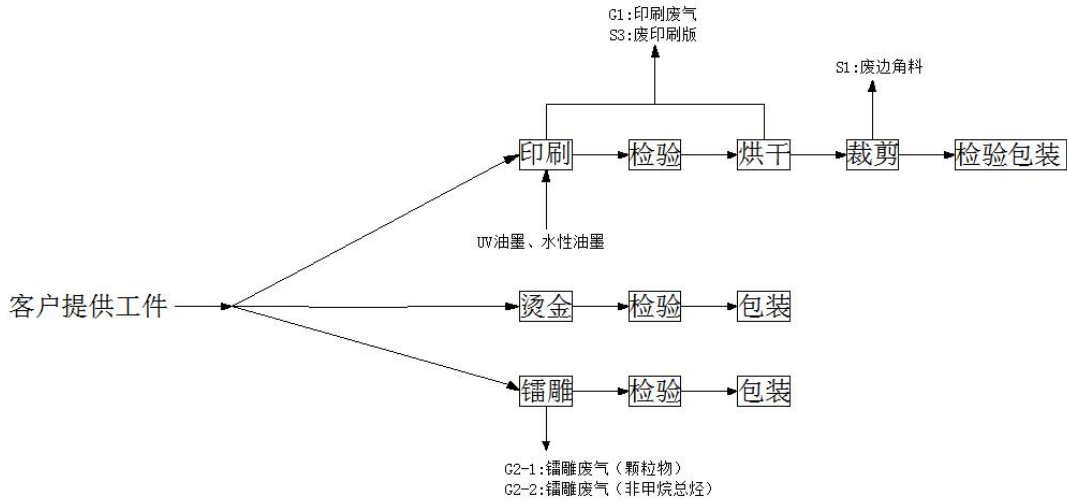 G1:印刷废气
S3:废印刷版
S1:废边角料
印刷
检验
烘干
裁剪
检验包装
UV油墨、水性油墨
客户提供工件
烫金
检验
包装
镭雕
检验
包装
G2-1:镭雕废气（颗粒物）
G2-2:镭雕废气（非甲烷总烃）